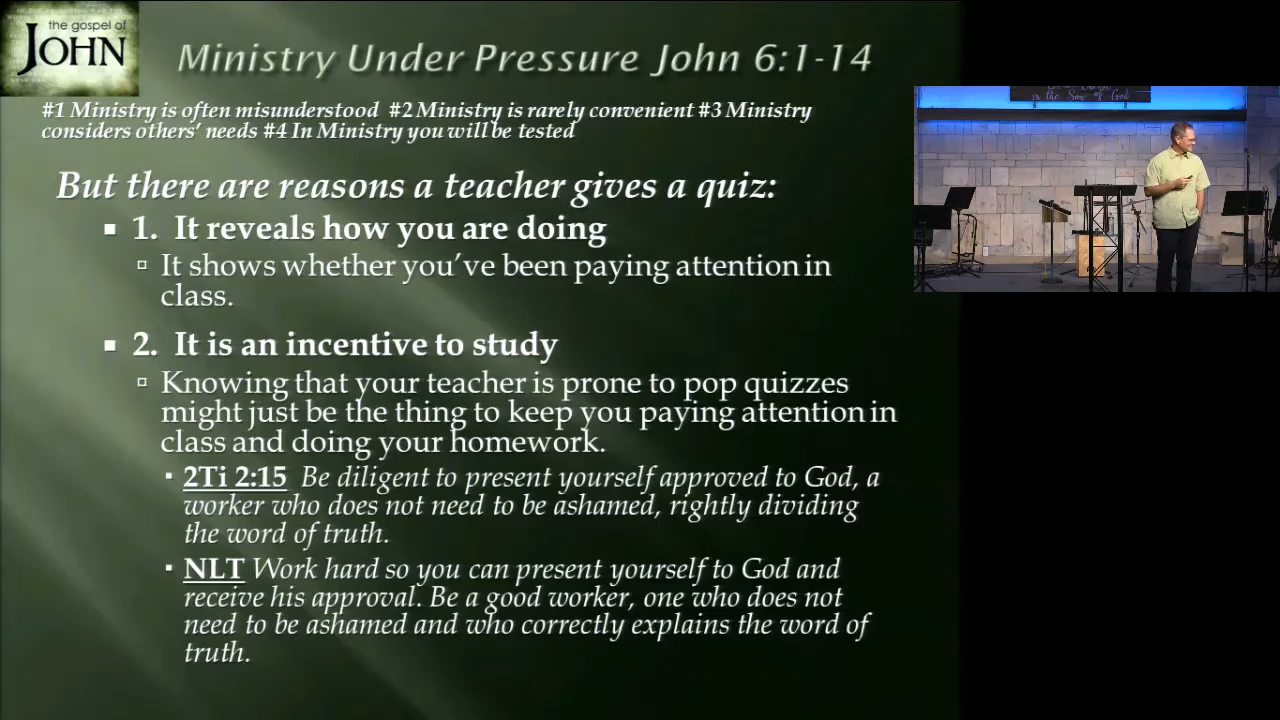 the gospel of
JOHN
Ministry Under Pressure John 6:1-14
#1 Ministry is often misunderstood #2 Ministry is rarely convenient #3 Ministry
considers others’ needs #4 In Ministry you will be tested
But there are reasons a teacher gives a quiz:
1. It reveals how you are doing
It shows whether you’ve been paying attention in
class.
2. It is an incentive to study
Knowing that your teacher is prone to pop quizzes
might just be the thing to keep you paying attention in
class and doing your homework.
2Ti 2:15 Be diligent to present yourself approved to God, a
worker who does not need to be ashamed, rightly dividing
the word of truth.
NLT Work hard so you can present yourself to God and
receive his approval. Be a good worker, one who does not
need to be ashamed and who correctly explains the word of
truth.
is the Son of God